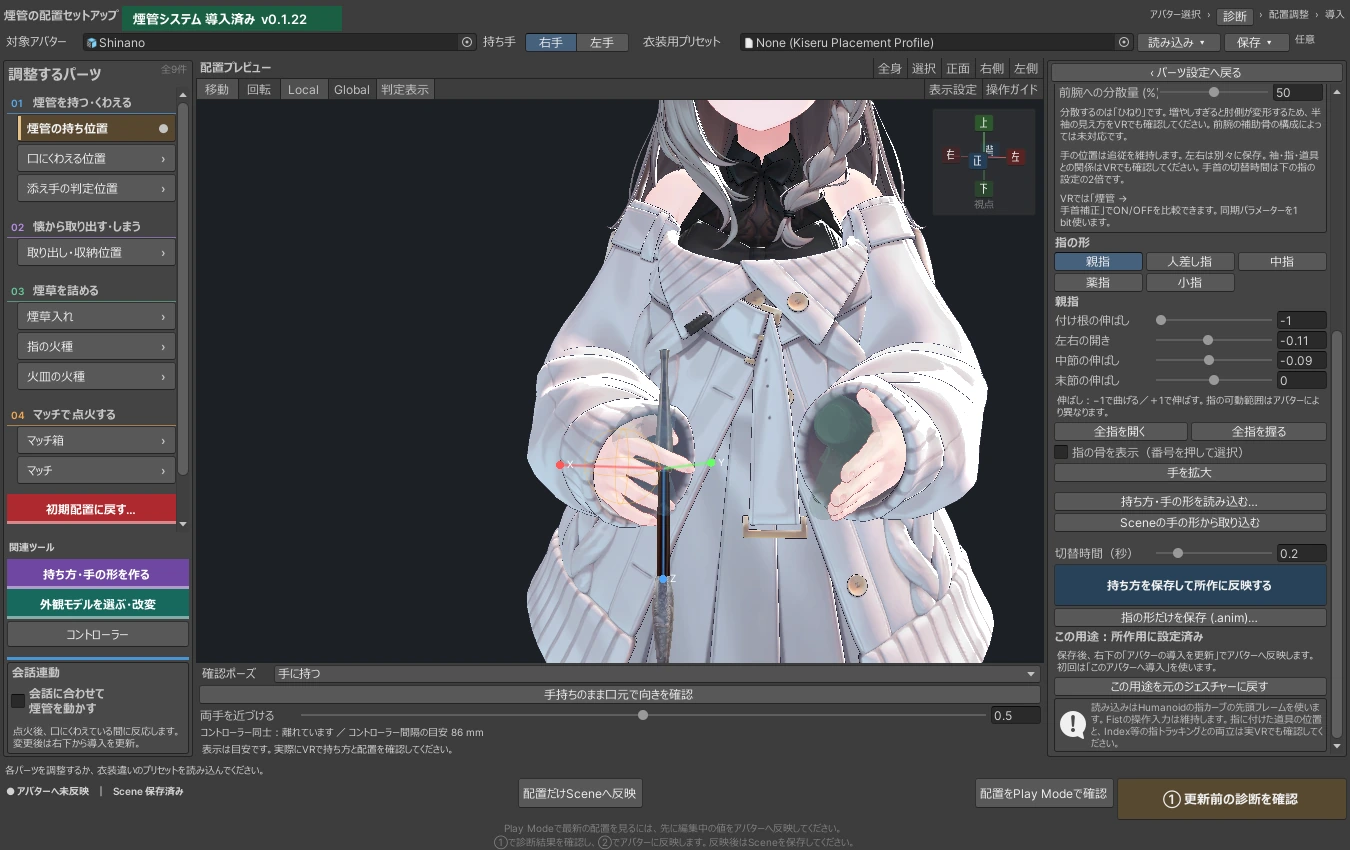 煙管の配置セットアップ
煙管システム 導入済み v0.1.22
アバター選択 › 診断 › 配置調整 › 導入
対象アバター Shinano 持ち手 右手 左手 衣装用プリセット None (Kiseru Placement Profile) 読み込み 保存 任意
調整するパーツ 全9件
01 煙管を持つ・くわえる
煙管の持ち位置
口にくわえる位置 ›
添え手の判定位置 ›
02 懐から取り出す・しまう
取り出し・収納位置 ›
03 煙草を詰める
煙草入れ ›
指の火種 ›
火皿の火種 ›
04 マッチで点火する
マッチ箱 ›
マッチ ›
初期配置に戻す...
関連ツール
持ち方・手の形を作る
外観モデルを選ぶ・改変
コントローラー
会話連動
会話に合わせて
煙管を動かす
点火後、口にくわえている間に反応します。
変更後は右下から導入を更新。
配置プレビュー 全身 選択 正面 右側 左側
移動 回転 Local Global 判定表示 表示設定 操作ガイド
上
右 正 背 左
下
視点
X
Y
Z
確認ポーズ 手に持つ
手持ちのまま口元で向きを確認
両手を近づける 0.5
コントローラー同士：離れています ／ コントローラー間隔の目安 86 mm
表示は目安です。実際にVRで持ち方と配置を確認してください。
‹ パーツ設定へ戻る
前腕への分散量 (%) 50
分散するのは「ひねり」です。増やしすぎると肘側が変形するため、半
袖の見え方をVRでも確認してください。前腕の補助骨の構成によっ
ては未対応です。
手の位置は追従を維持します。左右は別々に保存。袖・指・道具
との関係はVRでも確認してください。手首の切替時間は下の指の
設定の2倍です。
VRでは「煙管 →
手首補正」でON/OFFを比較できます。同期パラメーターを1
bit使います。
指の形
親指 人差し指 中指
薬指 小指
親指
付け根の伸ばし -1
左右の開き -0.11
中節の伸ばし -0.09
末節の伸ばし 0
伸ばし：−1で曲げる／＋1で伸ばす。指の可動範囲はアバターによ
り異なります。
全指を開く 全指を握る
指の骨を表示（番号を押して選択）
手を拡大
持ち方・手の形を読み込む...
Sceneの手の形から取り込む
切替時間（秒） 0.2
持ち方を保存して所作に反映する
指の形だけを保存 (.anim)...
この用途：所作用に設定済み
保存後、右下の「アバターの導入を更新」でアバターへ反映します。
初回は「このアバターへ導入」を使います。
この用途を元のジェスチャーに戻す
読み込みはHumanoidの指カーブの先頭フレームを使いま
す。Fistの操作入力は維持します。指に付けた道具の位置
と、Index等の指トラッキングとの両立は実VRでも確認してく
ださい。
各パーツを調整するか、衣装違いのプリセットを読み込んでください。
● アバターへ未反映 | Scene 保存済み
配置だけSceneへ反映
配置をPlay Modeで確認
① 更新前の診断を確認
Play Modeで最新の配置を見るには、先に編集中の値をアバターへ反映してください。
①で診断結果を確認し、②でアバターに反映します。反映後はSceneを保存してください。